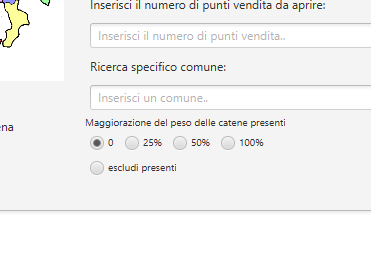 Inserisci il numero di punti vendita da aprire:
Inserisci il numero di punti vendita..
Ricerca specifico comune:
Inserisci un comune..
ena
Maggiorazione del peso delle catene presenti
0 25% 50% 100%
escludi presenti